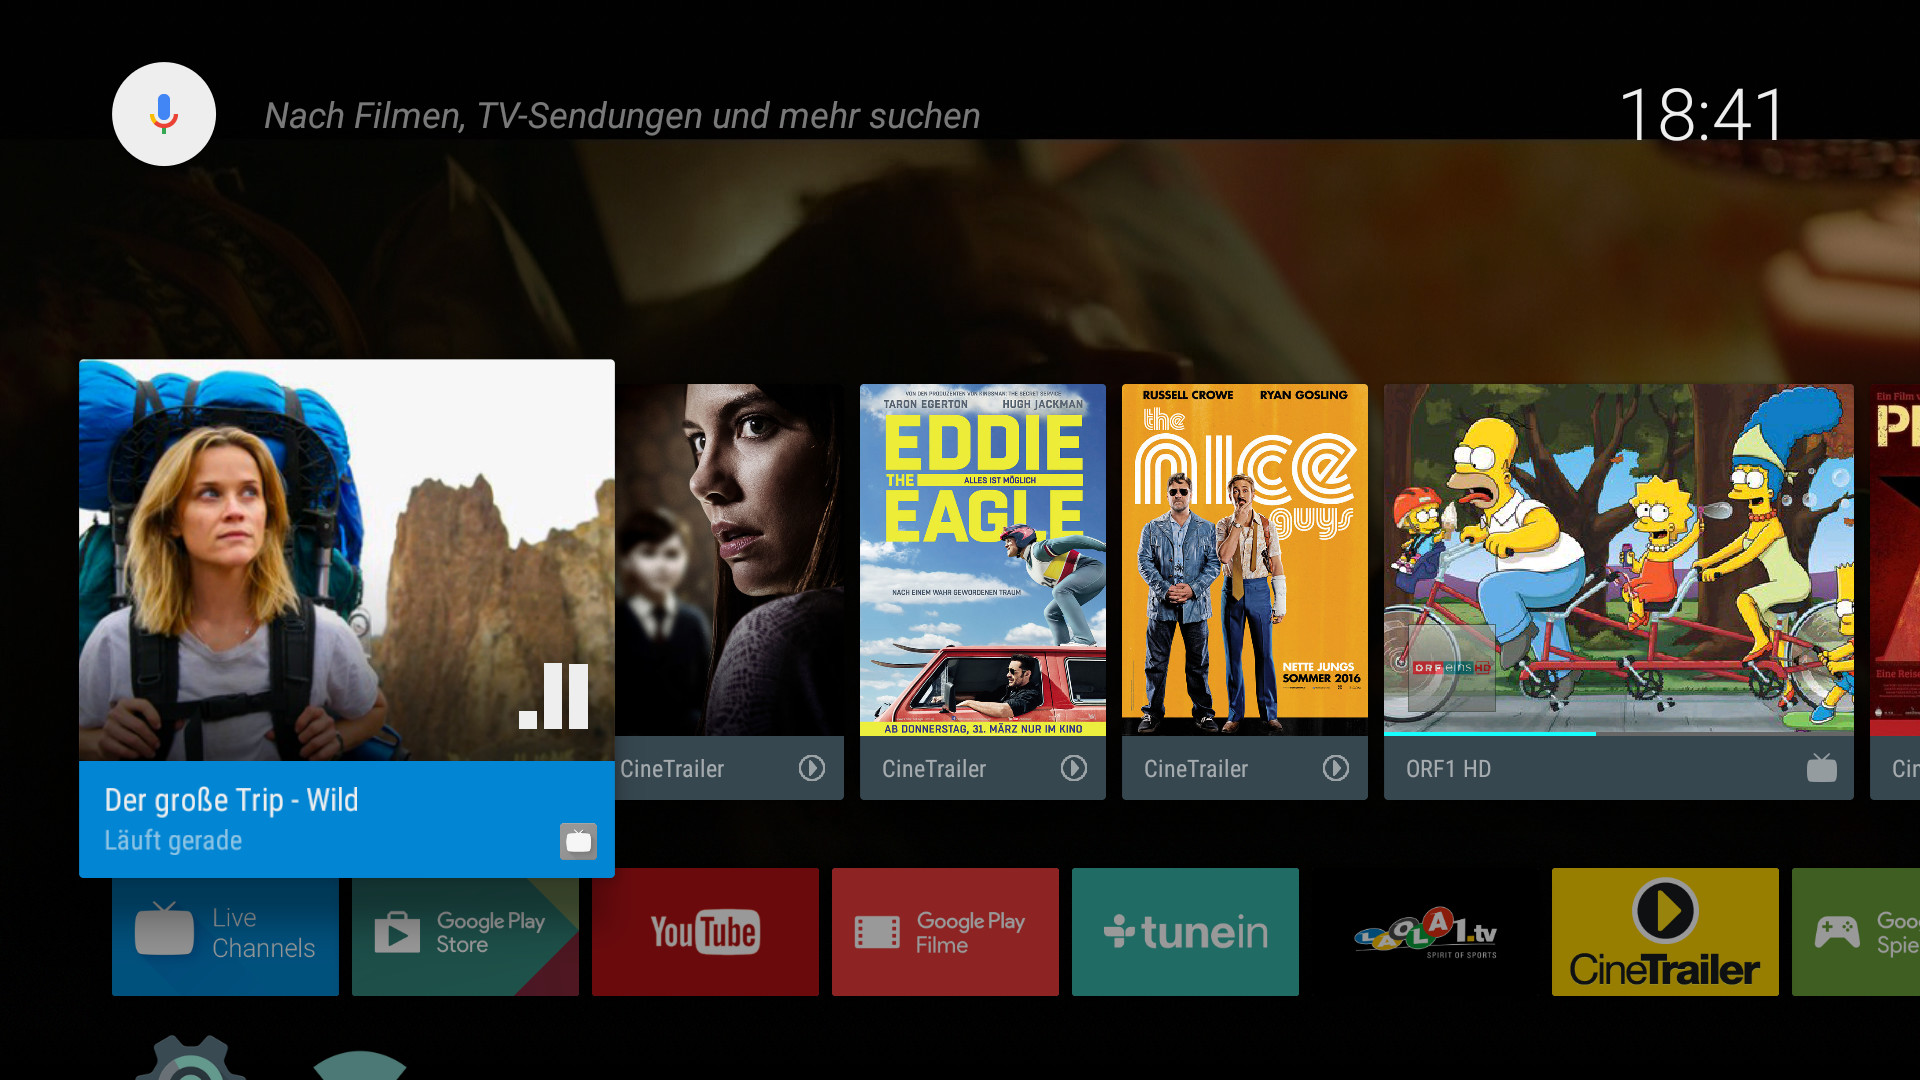 Nach Filmen, TV-Sendungen und mehr suchen
18:41
Der große Trip - Wild
Läuft gerade
CineTrailer
VON DEN PRODUZENTEN VON KINGSMAN: THE SECRET SERVICE
TARON EGERTON HUGH JACKMAN
EDDIE
THE ALLES IST MÖGLICH
EAGLE
NACH EINEM WAHR GEWORDENEN TRAUM
AB DONNERSTAG, 31. MÄRZ NUR IM KINO
CineTrailer
RUSSELL CROWE RYAN GOSLING
the
nice
guys
NETTE JUNGS
SOMMER 2016
CineTrailer
ORF eins HD
ORF1 HD
Ein Film v
PE
Eine Reise
Cin
Live
Channels
Google Play
Store
YouTube
Google Play
Filme
tunein
LAOLA1.tv
SPIRIT OF SPORTS
CineTrailer
Goo
Spie